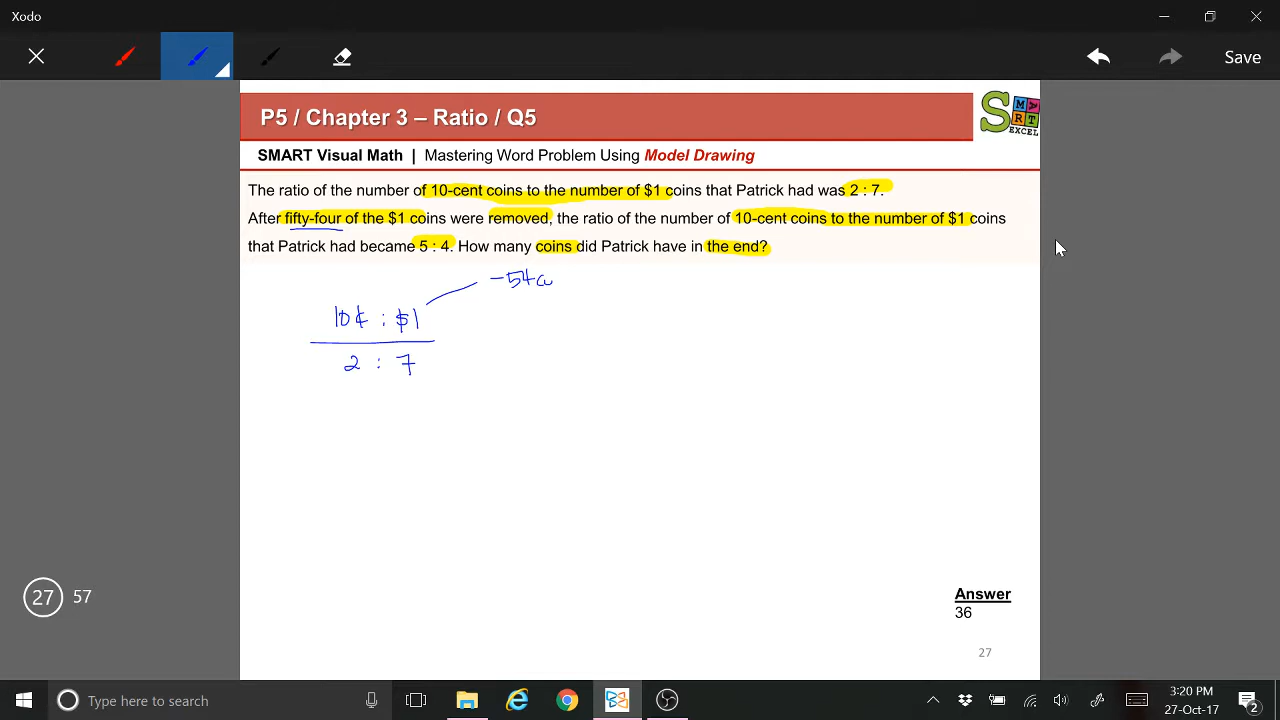 Xodo
Save
P5 / Chapter 3 – Ratio / Q5
SMART EXCEL
SMART Visual Math | Mastering Word Problem Using Model Drawing
The ratio of the number of 10-cent coins to the number of $1 coins that Patrick had was 2 : 7.
After fifty-four of the $1 coins were removed, the ratio of the number of 10-cent coins to the number of $1 coins
that Patrick had became 5 : 4. How many coins did Patrick have in the end?
-54 co
10¢ : $1
2 : 7
27 57
Answer
36
27
Type here to search
3:20 PM
27-Oct-17
2